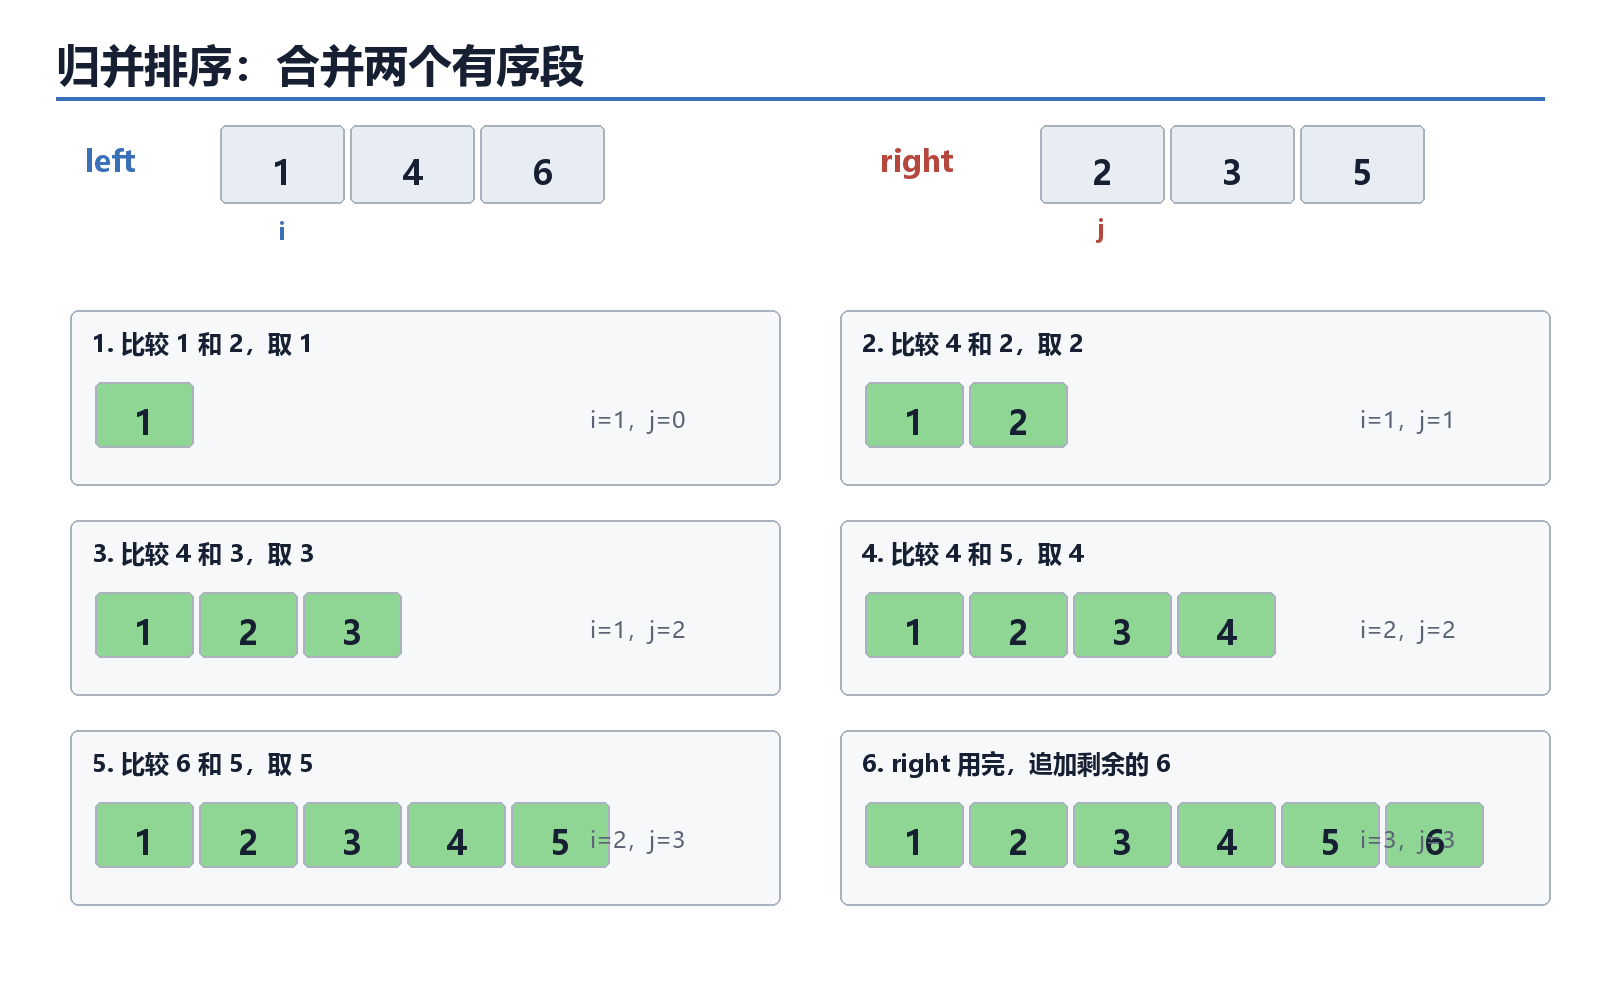 归并排序：合并两个有序段
left 1 4 6
right 2 3 5
i
j
1. 比较 1 和 2，取 1
1
i=1，j=0
2. 比较 4 和 2，取 2
1 2
i=1，j=1
3. 比较 4 和 3，取 3
1 2 3
i=1，j=2
4. 比较 4 和 5，取 4
1 2 3 4
i=2，j=2
5. 比较 6 和 5，取 5
1 2 3 4 5
i=2，j=3
6. right 用完，追加剩余的 6
1 2 3 4 5 6
i=3，j=3